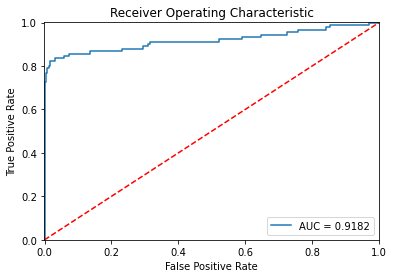 Receiver Operating Characteristic
True Positive Rate
1.0
0.8
0.6
0.4
0.2
0.0
0.0 0.2 0.4 0.6 0.8 1.0
False Positive Rate
AUC = 0.9182